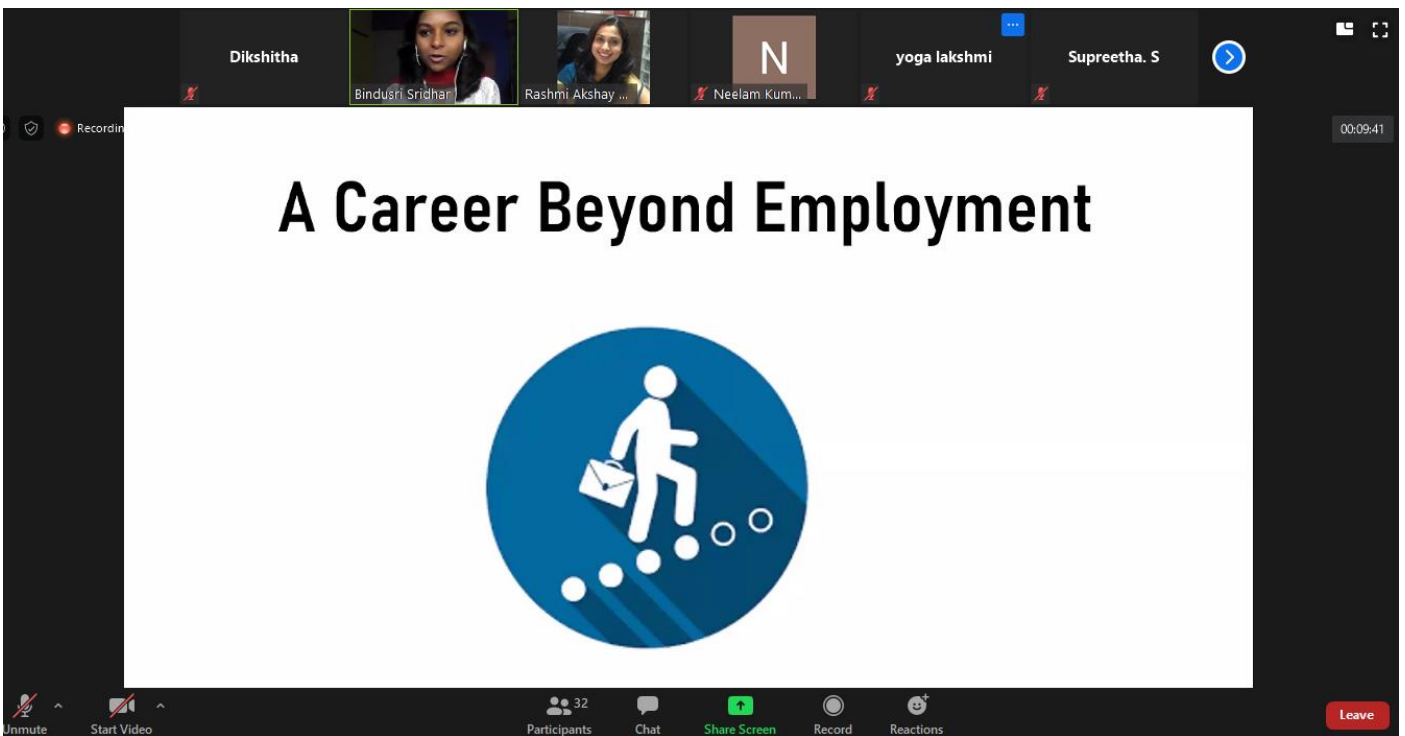 Dikshitha
Bindusri Sridhar
Rashmi Akshay ...
N
Neelam Kum...
yoga lakshmi
Supreetha. S
Recordin
00:09:41
A Career Beyond Employment
Unmute
Start Video
32
Participants
Chat
Share Screen
Record
Reactions
Leave